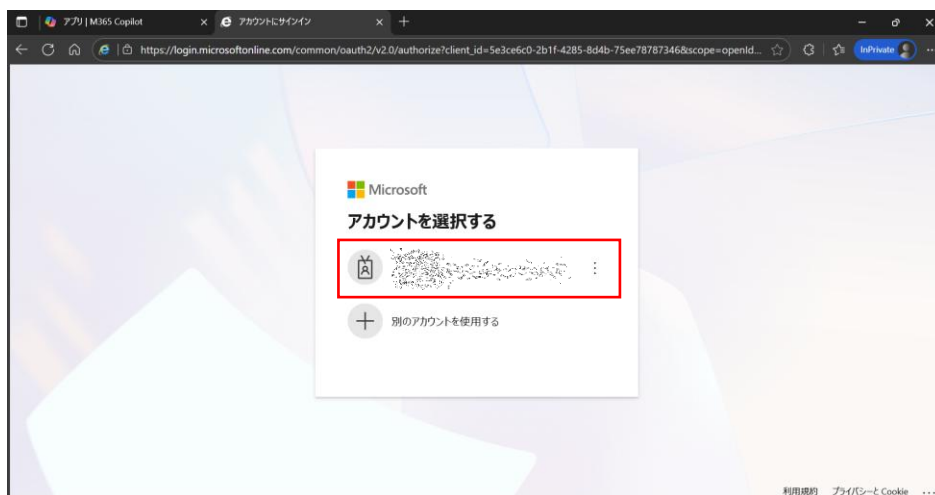 アプリ | M365 Copilot
アカウントにサインイン
https://login.microsoftonline.com/common/oauth2/v2.0/authorize?client_id=5e3ce6c0-2b1f-4285-8d4b-75ee78787346&scope=openId...
InPrivate
Microsoft
アカウントを選択する
別のアカウントを使用する
利用規約 プライバシーと Cookie ...